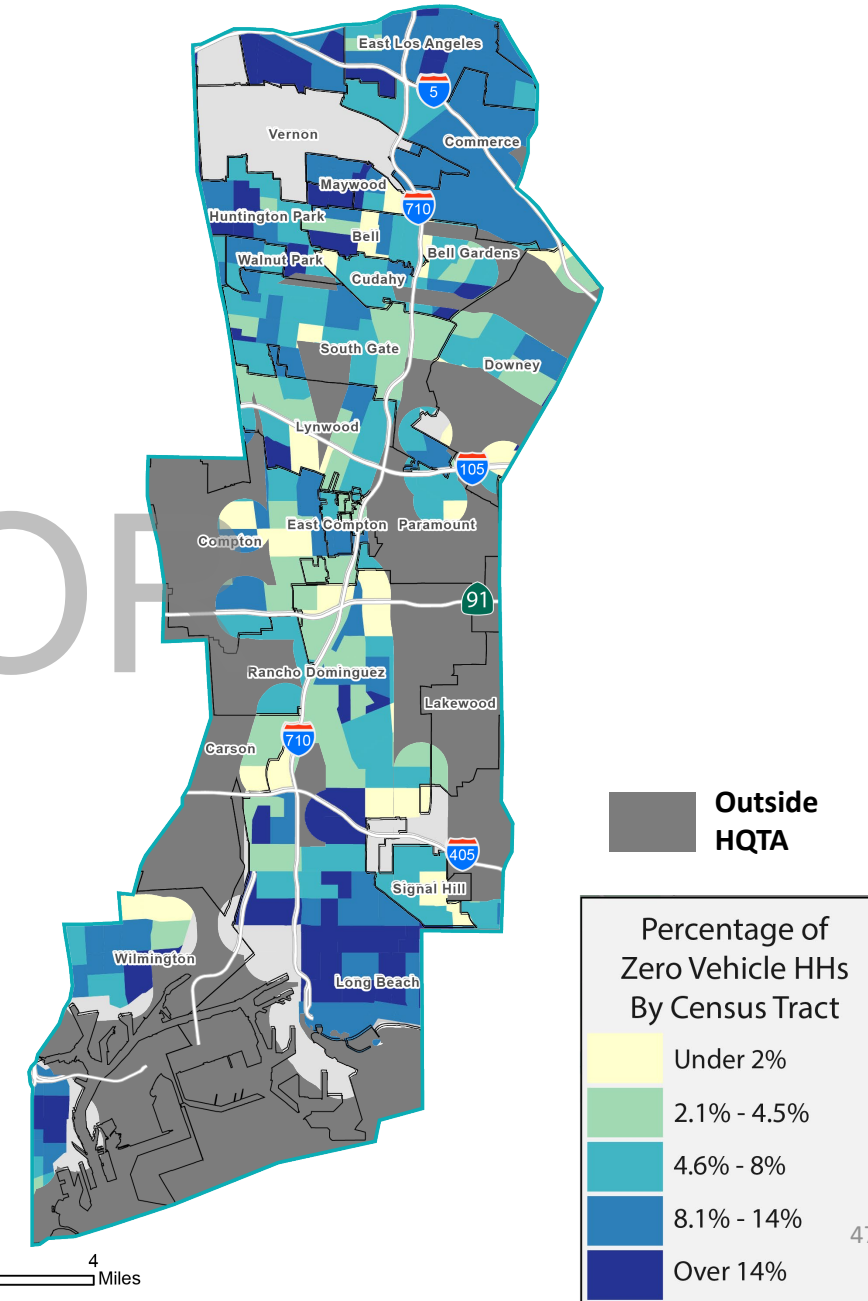 East Los Angeles
5
Vernon
Commerce
Maywood
710
Huntington Park
Bell
Bell Gardens
Walnut Park
Cudahy
South Gate
Downey
Lynwood
105
East Compton
Paramount
Compton
91
Rancho Dominguez
Lakewood
710
Carson
405
Signal Hill
Wilmington
Long Beach
Outside
HQTA
Percentage of
Zero Vehicle HHs
By Census Tract
Under 2%
2.1% - 4.5%
4.6% - 8%
8.1% - 14%
Over 14%
47
4
Miles